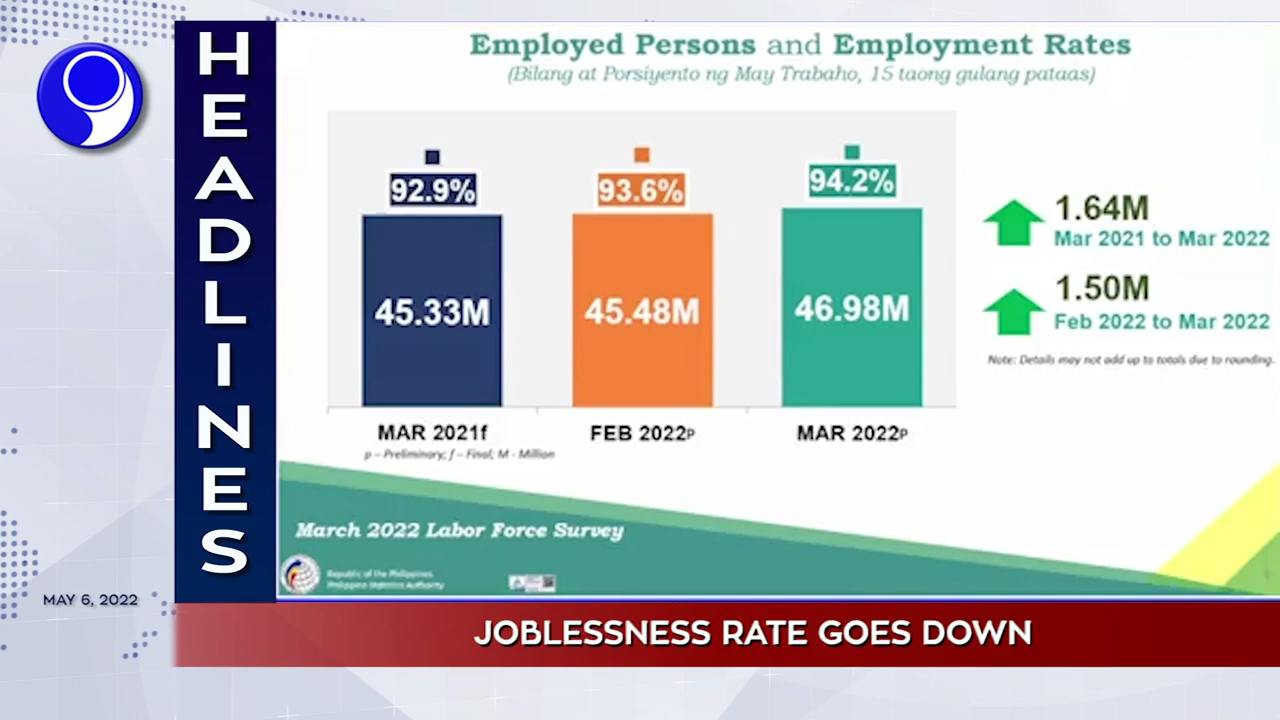 HEADLINES
Employed Persons and Employment Rates
(Bilang at Porsiyento ng May Trabaho, 15 taong gulang pataas)
92.9%
93.6%
94.2%
45.33M
45.48M
46.98M
MAR 2021f
FEB 2022p
MAR 2022p
p – Preliminary; f – Final; M - Million
1.64M
Mar 2021 to Mar 2022
1.50M
Feb 2022 to Mar 2022
Note: Details may not add up to totals due to rounding.
March 2022 Labor Force Survey
Republic of the Philippines
Philippine Statistics Authority
MAY 6, 2022
JOBLESSNESS RATE GOES DOWN